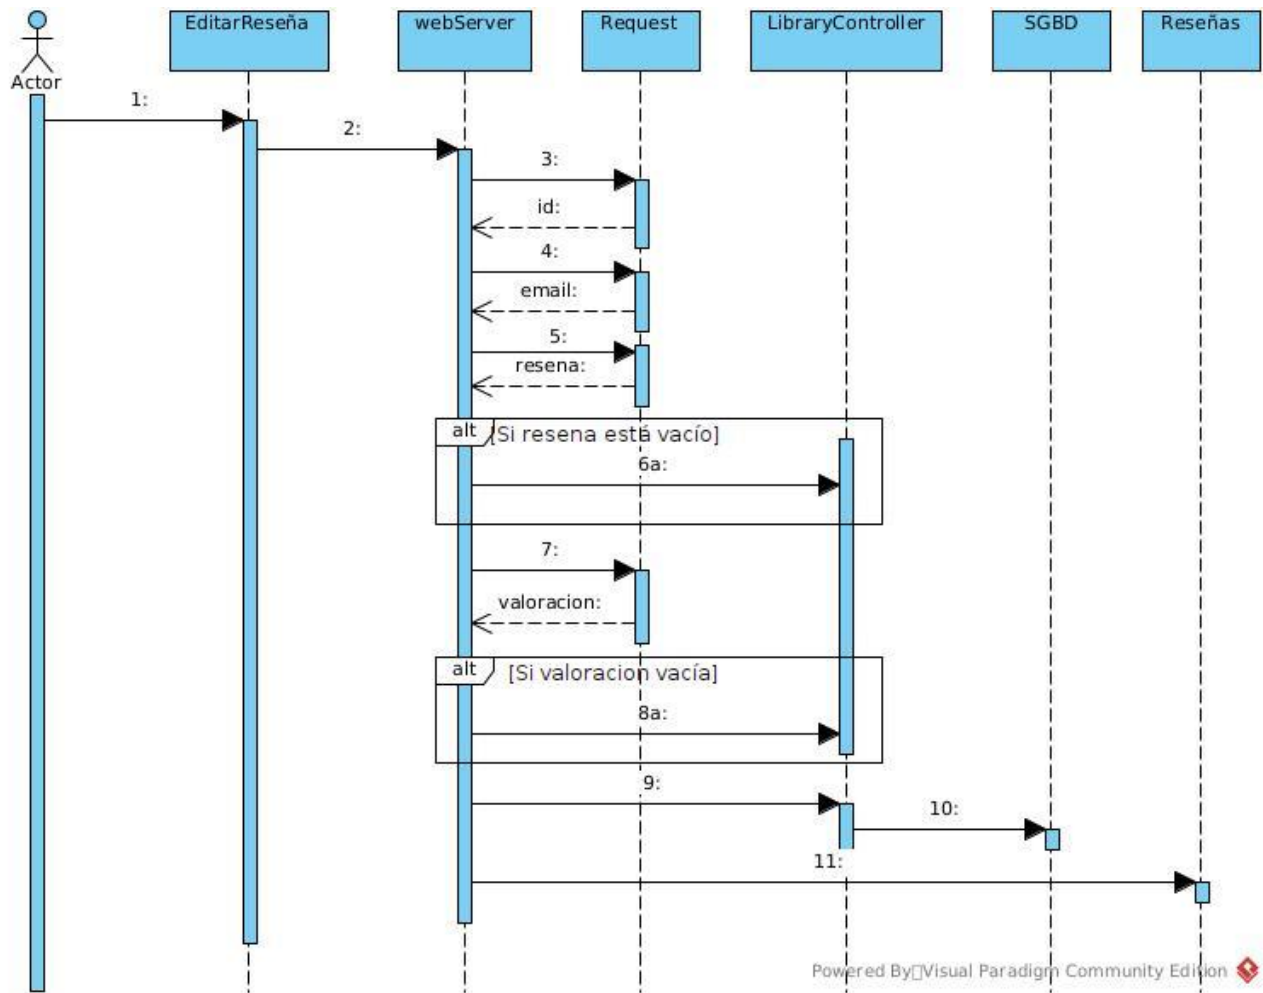 EditarReseña
webServer
Request
LibraryController
SGBD
Reseñas
Actor
1:
2:
3:
id:
4:
email:
5:
resena:
alt
[Si resena está vacío]
6a:
7:
valoracion:
alt
[Si valoracion vacía]
8a:
9:
10:
11:
Powered By Visual Paradigm Community Edition